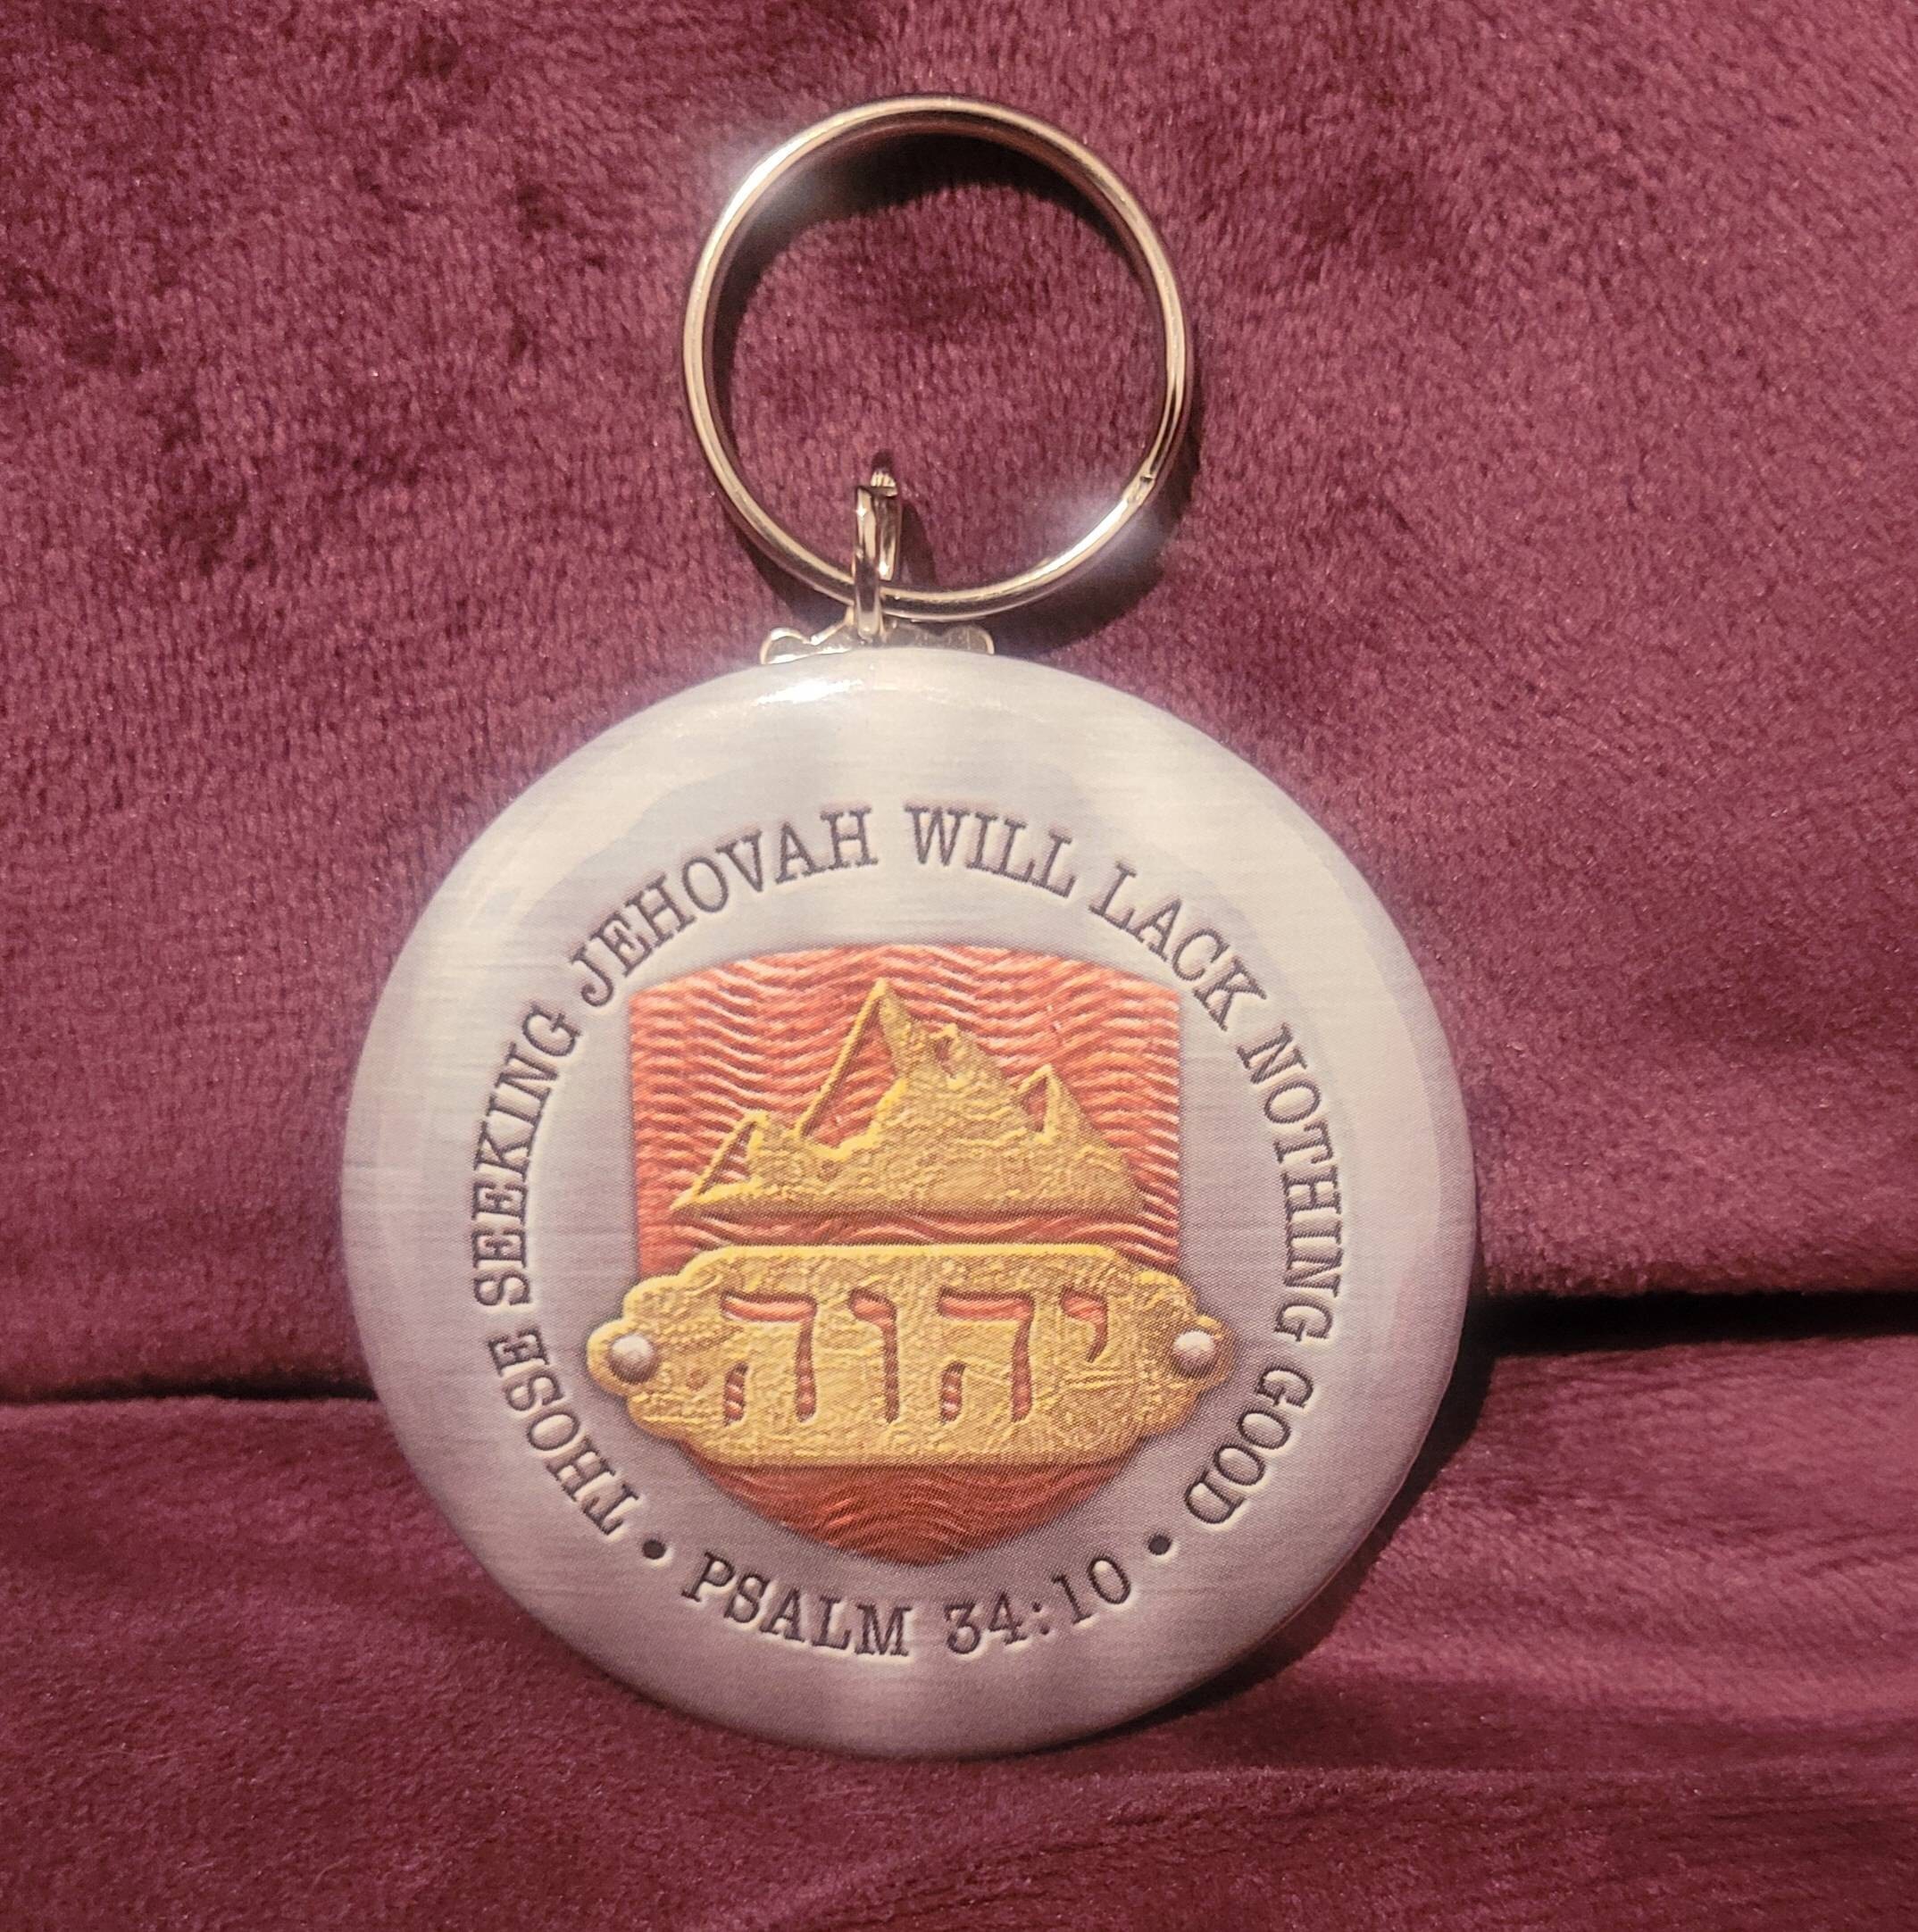 THOSE SEEKING JEHOVAH WILL LACK NOTHING GOOD
יהוה
• PSALM 34:10 •